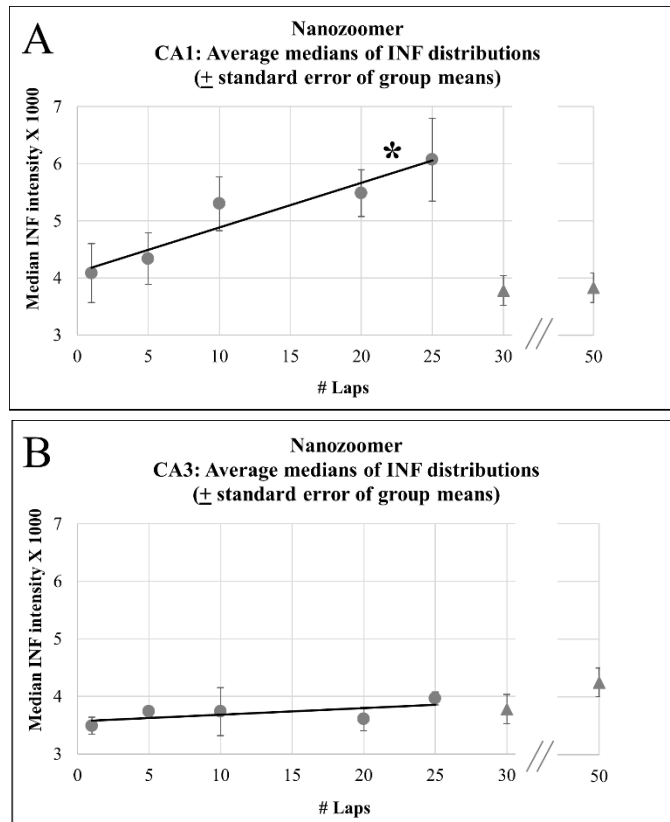 A
Nanozoomer
CA1: Average medians of INF distributions
(± standard error of group means)
Median INF intensity X 1000
7
6
5
4
3
*
0
5
10
15
20
25
30
50
# Laps
B
Nanozoomer
CA3: Average medians of INF distributions
(± standard error of group means)
Median INF intensity X 1000
7
6
5
4
3
0
5
10
15
20
25
30
50
# Laps